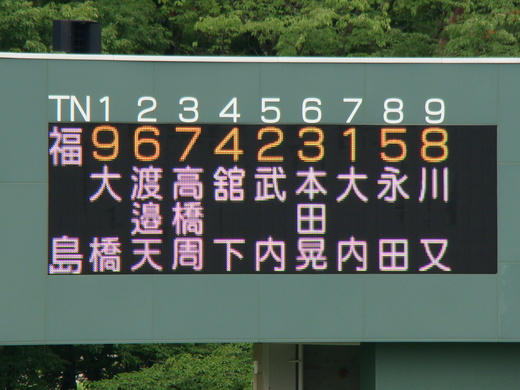 TN 1 2 3 4 5 6 7 8 9
福 9 6 7 4 2 3 1 5 8
大 渡 高 舘 武 本 大 永 川
邉 橋 田
島 橋 天 周 下 内 晃 内 田 又